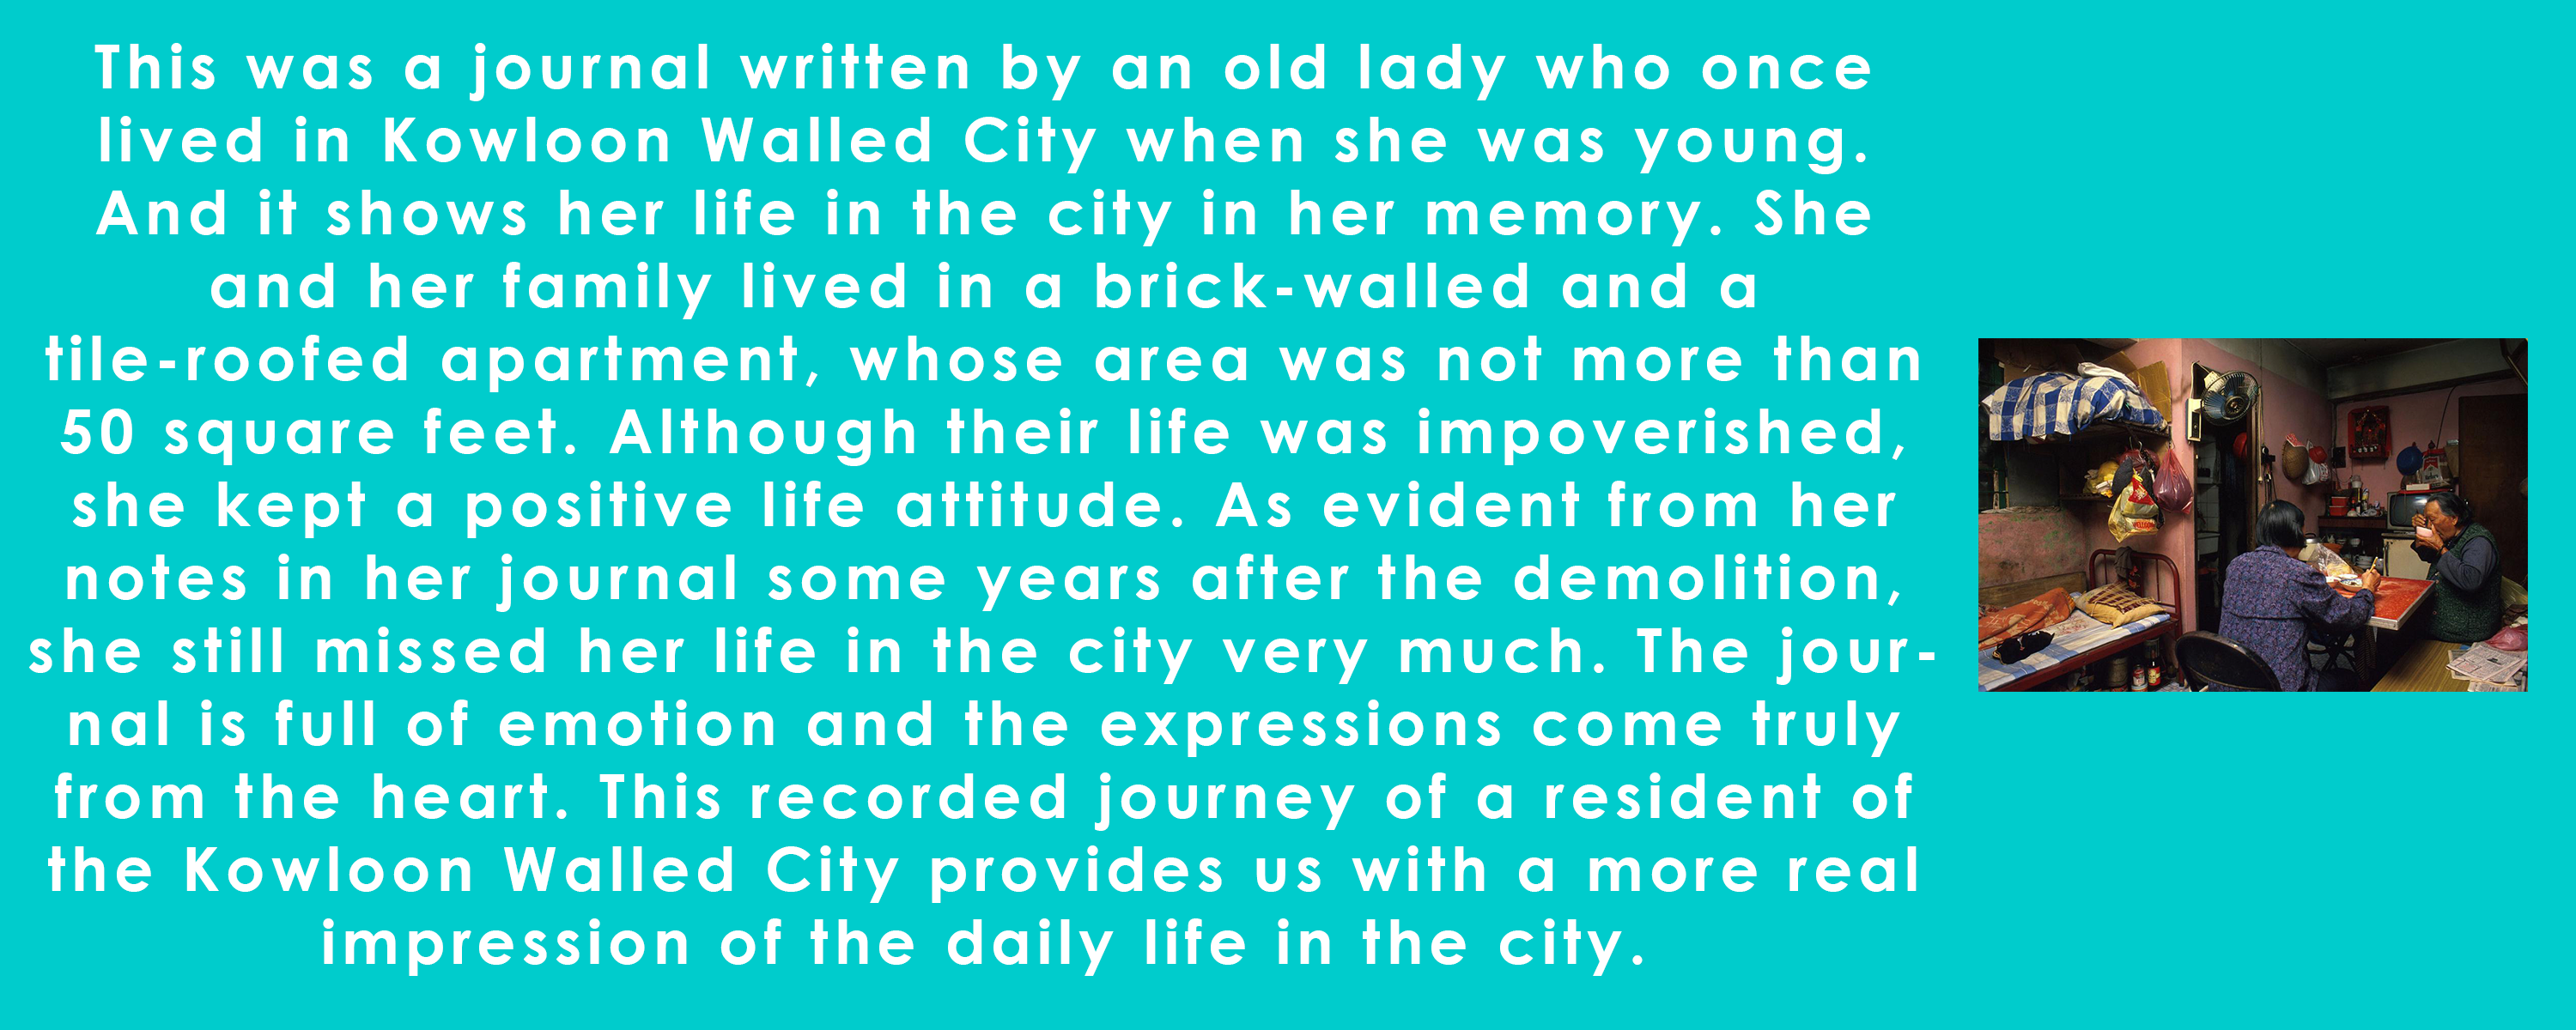 This was a journal written by an old lady who once
lived in Kowloon Walled City when she was young.
And it shows her life in the city in her memory. She
and her family lived in a brick-walled and a
tile-roofed apartment, whose area was not more than
50 square feet. Although their life was impoverished,
she kept a positive life attitude. As evident from her
notes in her journal some years after the demolition,
she still missed her life in the city very much. The jour-
nal is full of emotion and the expressions come truly
from the heart. This recorded journey of a resident of
the Kowloon Walled City provides us with a more real
impression of the daily life in the city.